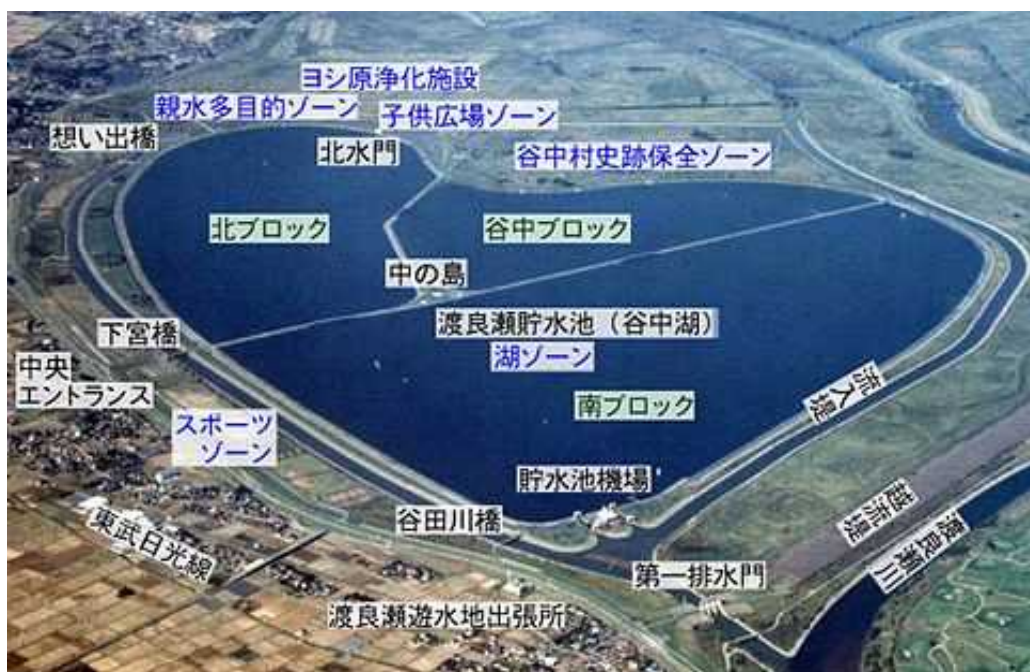 ヨシ原浄化施設
親水多目的ゾーン
子供広場ゾーン
想い出橋
北水門
谷中村史跡保全ゾーン
北ブロック
谷中ブロック
中の島
渡良瀬貯水池（谷中湖）
下宮橋
湖ゾーン
中央
エントランス
流入堤
南ブロック
スポーツ
ゾーン
貯水池機場
谷田川橋
越流堤
渡良瀬川
東武日光線
第一排水門
渡良瀬遊水地出張所